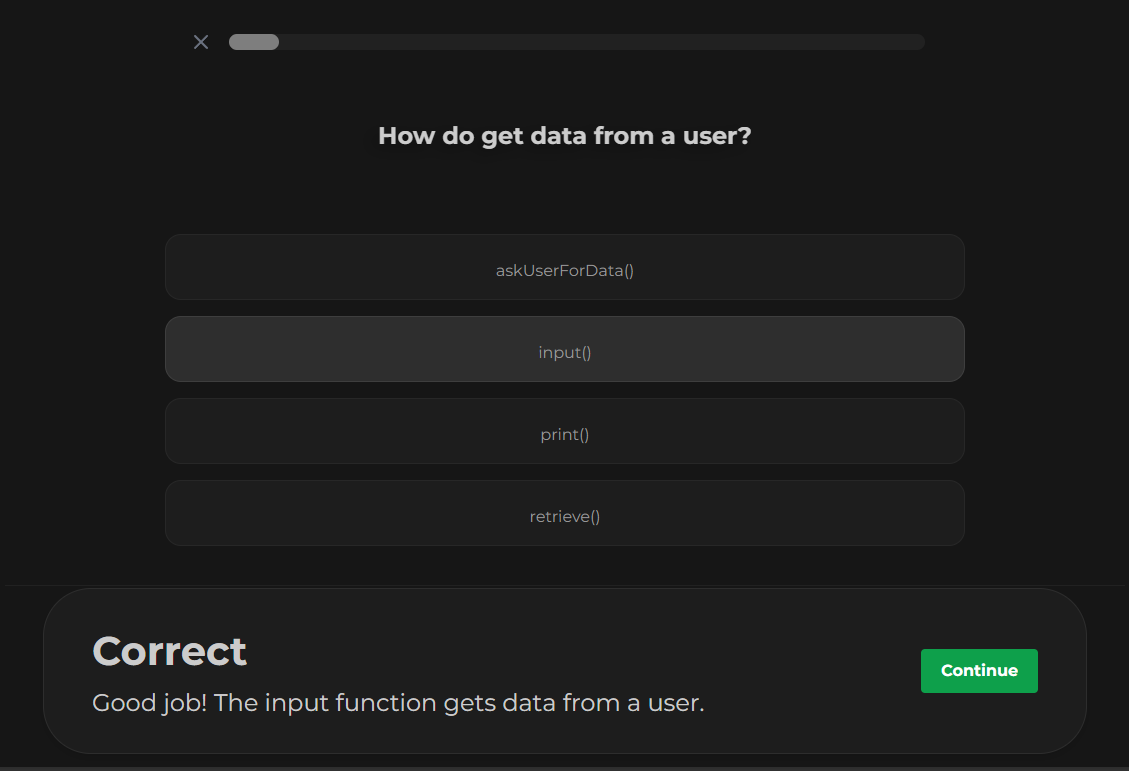 How do get data from a user?
askUserForData()
input()
print()
retrieve()
Correct
Good job! The input function gets data from a user.
Continue